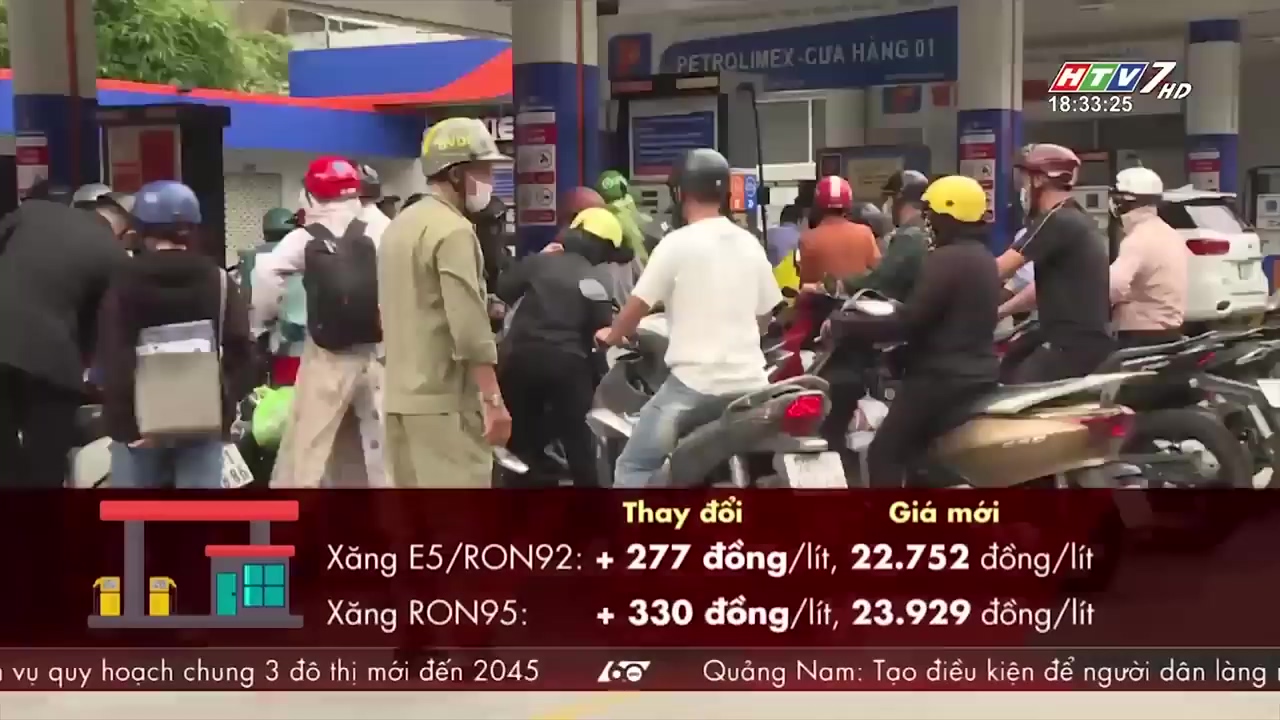 PETROLIMEX - CỬA HÀNG 01
HTV7 HD
18:33:25
BVDP
Thay đổi Giá mới
Xăng E5/RON92: + 277 đồng/lít, 22.752 đồng/lít
Xăng RON95: + 330 đồng/lít, 23.929 đồng/lít
vụ quy hoạch chung 3 đô thị mới đến 2045
60
Quảng Nam: Tạo điều kiện để người dân làng